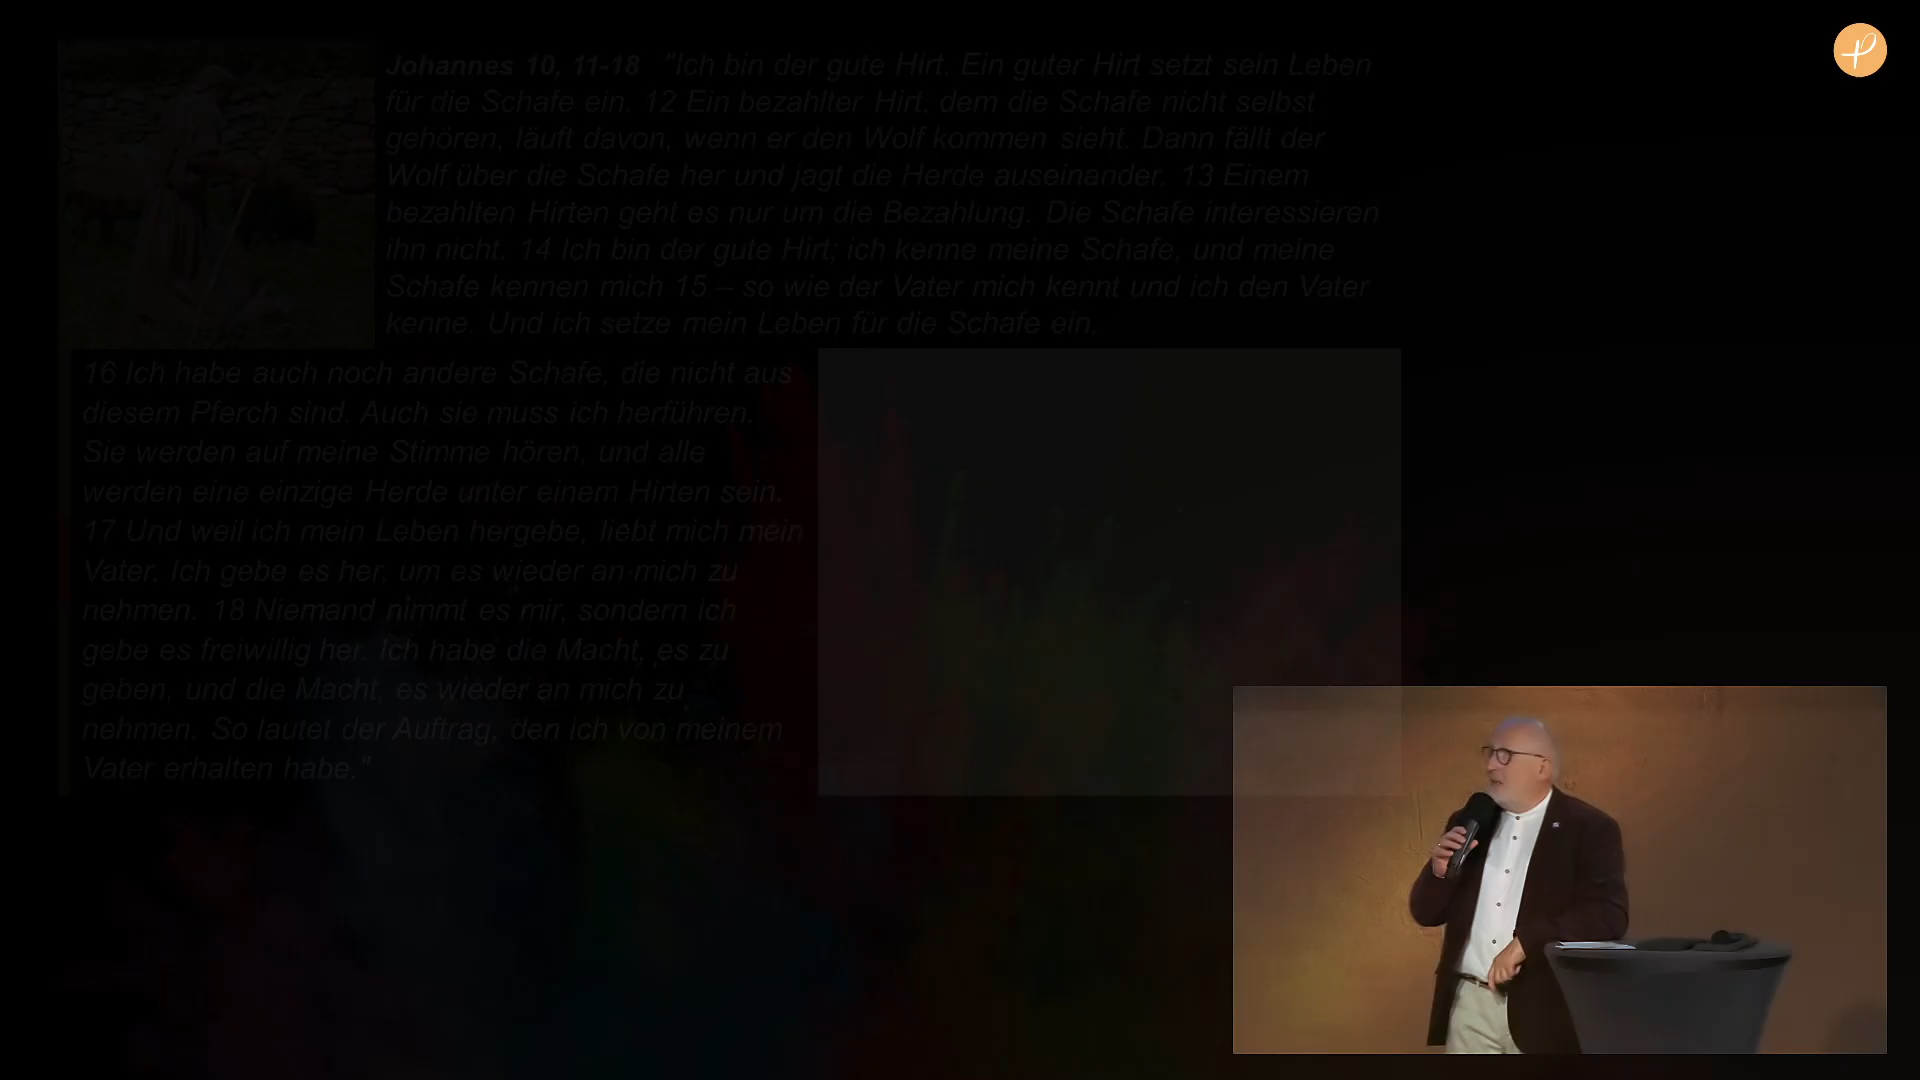 Johannes 10, 11-18 "Ich bin der gute Hirt. Ein guter Hirt setzt sein Leben
für die Schafe ein. 12 Ein bezahlter Hirt, dem die Schafe nicht selbst
gehören, läuft davon, wenn er den Wolf kommen sieht. Dann fällt der
Wolf über die Schafe her und jagt die Herde auseinander. 13 Einem
bezahlten Hirten geht es nur um die Bezahlung. Die Schafe interessieren
ihn nicht. 14 Ich bin der gute Hirt; ich kenne meine Schafe, und meine
Schafe kennen mich 15 – so wie der Vater mich kennt und ich den Vater
kenne. Und ich setze mein Leben für die Schafe ein.
16 Ich habe auch noch andere Schafe, die nicht aus
diesem Pferch sind. Auch sie muss ich herführen.
Sie werden auf meine Stimme hören, und alle
werden eine einzige Herde unter einem Hirten sein.
17 Und weil ich mein Leben hergebe, liebt mich mein
Vater. Ich gebe es her, um es wieder an mich zu
nehmen. 18 Niemand nimmt es mir, sondern ich
gebe es freiwillig her. Ich habe die Macht, es zu
geben, und die Macht, es wieder an mich zu
nehmen. So lautet der Auftrag, den ich von meinem
Vater erhalten habe."